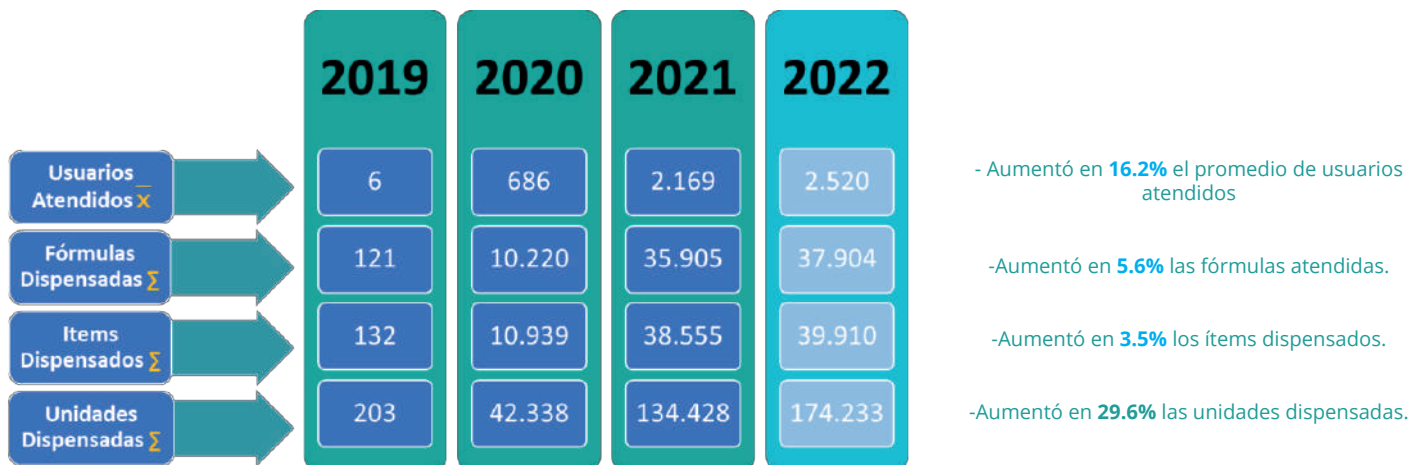 2019 2020 2021 2022
Usuarios
Atendidos x̅
6 686 2.169 2.520
- Aumentó en 16.2% el promedio de usuarios
atendidos
Fórmulas
Dispensadas ∑
121 10.220 35.905 37.904
-Aumentó en 5.6% las fórmulas atendidas.
Items
Dispensados ∑
132 10.939 38.555 39.910
-Aumentó en 3.5% los ítems dispensados.
Unidades
Dispensadas ∑
203 42.338 134.428 174.233
-Aumentó en 29.6% las unidades dispensadas.